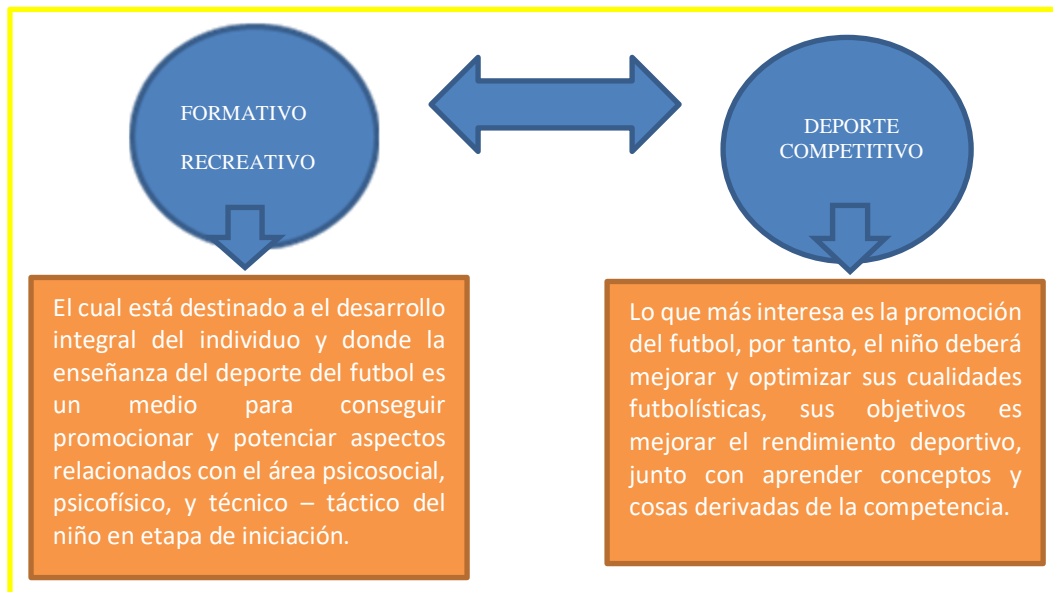 FORMATIVO
RECREATIVO
DEPORTE
COMPETITIVO
El cual está destinado a el desarrollo
integral del individuo y donde la
enseñanza del deporte del futbol es
un medio para conseguir
promocionar y potenciar aspectos
relacionados con el área psicosocial,
psicofísico, y técnico – táctico del
niño en etapa de iniciación.
Lo que más interesa es la promoción
del futbol, por tanto, el niño deberá
mejorar y optimizar sus cualidades
futbolísticas, sus objetivos es
mejorar el rendimiento deportivo,
junto con aprender conceptos y
cosas derivadas de la competencia.